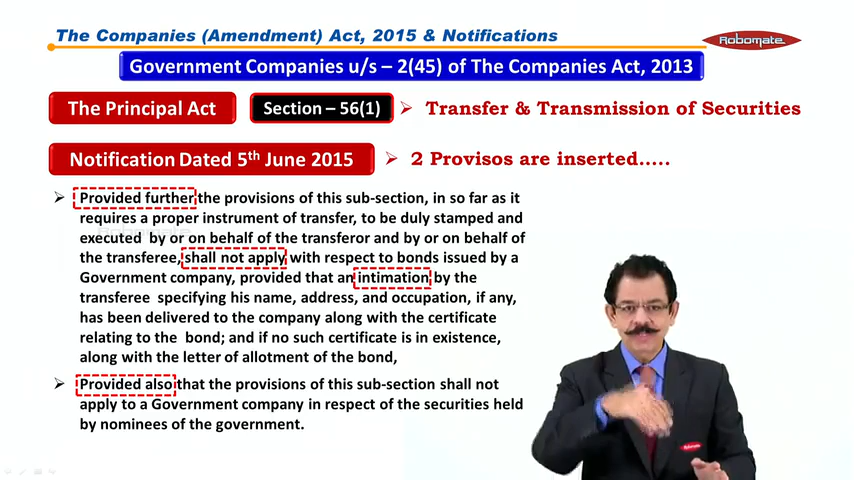 The Companies (Amendment) Act, 2015 & Notifications
Robomate
Government Companies u/s – 2(45) of The Companies Act, 2013
The Principal Act
Section – 56(1)
➢ Transfer & Transmission of Securities
Notification Dated 5th June 2015
➢ 2 Provisos are inserted.....
➢ Provided further the provisions of this sub-section, in so far as it
requires a proper instrument of transfer, to be duly stamped and
Robomate
executed by or on behalf of the transferor and by or on behalf of
the transferee, shall not apply with respect to bonds issued by a
Government company, provided that an intimation by the
transferee specifying his name, address, and occupation, if any,
has been delivered to the company along with the certificate
relating to the bond; and if no such certificate is in existence,
along with the letter of allotment of the bond,
➢ Provided also that the provisions of this sub-section shall not
apply to a Government company in respect of the securities held
by nominees of the government.
Robomate